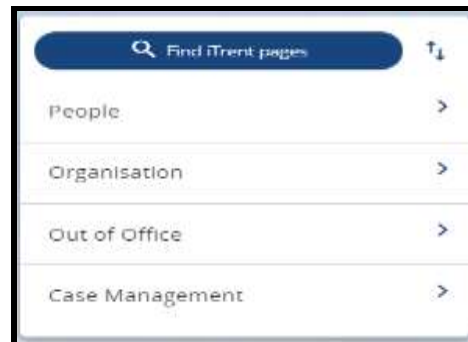 Find iTrent pages
People
Organisation
Out of Office
Case Management